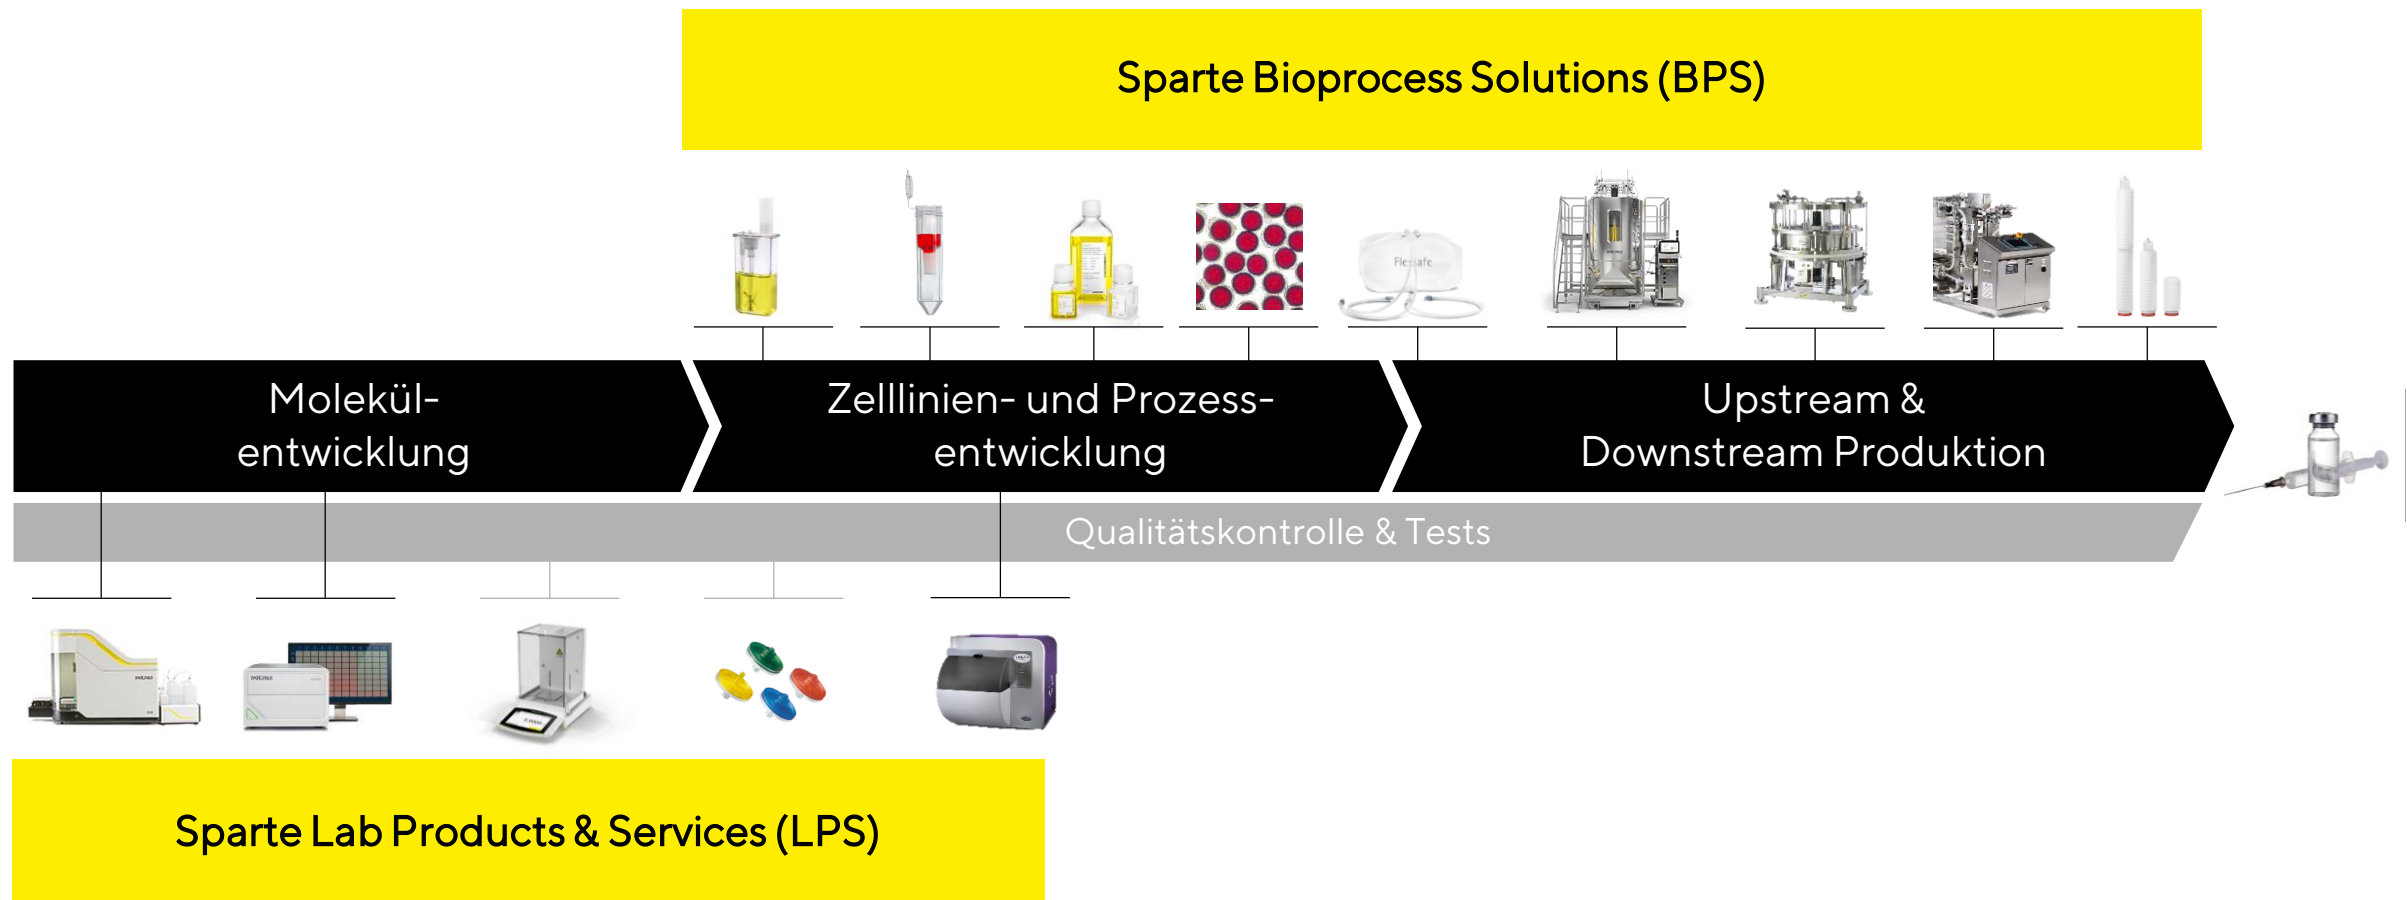 Sparte Bioprocess Solutions (BPS)
Flexsafe
Molekül-
entwicklung
Zelllinien- und Prozess-
entwicklung
Upstream &
Downstream Produktion
Qualitätskontrolle & Tests
Sparte Lab Products & Services (LPS)